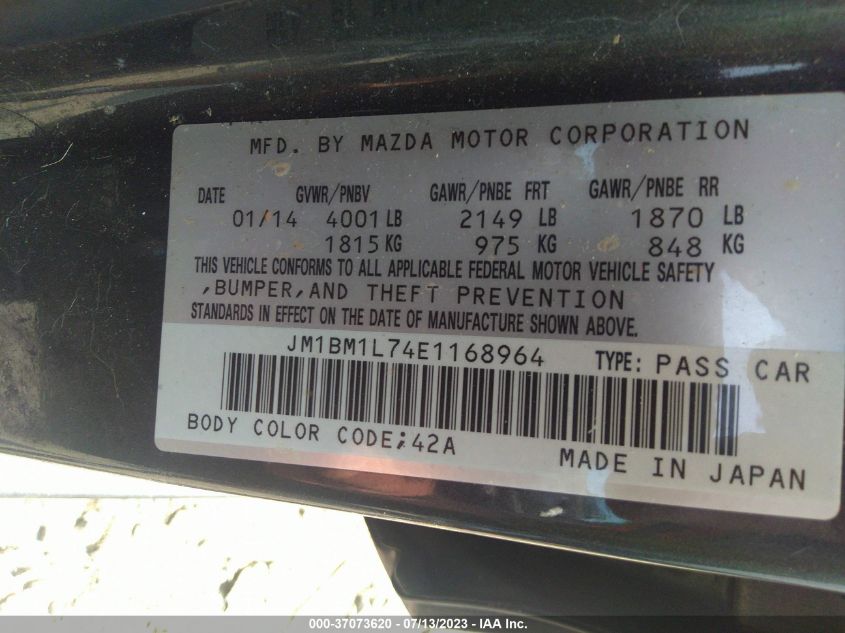 MFD. BY MAZDA MOTOR CORPORATION
DATE GVWR/PNBV GAWR/PNBE FRT GAWR/PNBE RR
01/14 4001 LB 2149 LB 1870 LB
1815 KG 975 KG 848 KG
THIS VEHICLE CONFORMS TO ALL APPLICABLE FEDERAL MOTOR VEHICLE SAFETY
,BUMPER,AND THEFT PREVENTION
STANDARDS IN EFFECT ON THE DATE OF MANUFACTURE SHOWN ABOVE.
JM1BM1L74E1168964 TYPE: PASS CAR
BODY COLOR CODE;42A
MADE IN JAPAN
000-37073620 - 07/13/2023 - IAA Inc.